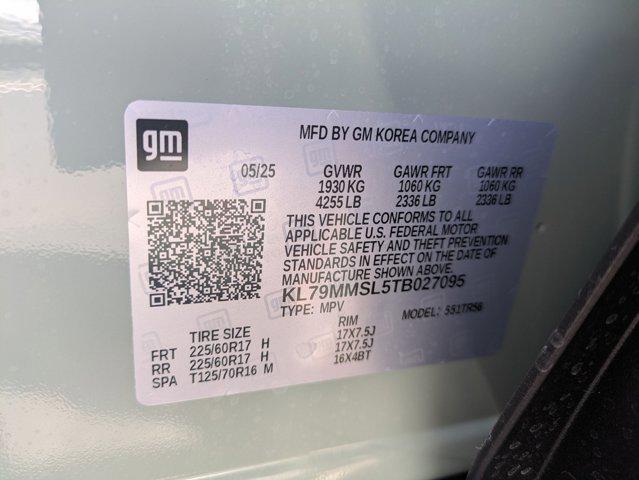 gm
MFD BY GM KOREA COMPANY
05/25 GVWR GAWR FRT GAWR RR
1930 KG 1060 KG 1060 KG
4255 LB 2336 LB 2336 LB
THIS VEHICLE CONFORMS TO ALL
APPLICABLE U.S. FEDERAL MOTOR
VEHICLE SAFETY AND THEFT PREVENTION
STANDARDS IN EFFECT ON THE DATE OF
MANUFACTURE SHOWN ABOVE.
KL79MMSL5TB027095
TYPE: MPV MODEL: 1TR56
TIRE SIZE RIM
FRT 225/60R17 H 17X7.5J
RR 225/60R17 H 17X7.5J
SPA T125/70R16 M 16X4BT